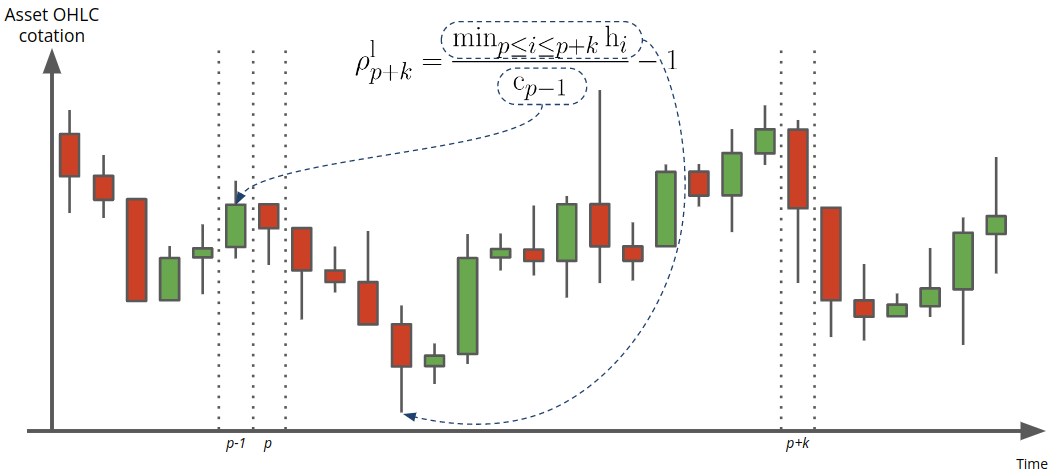 Asset OHLC
cotation
ρ^l_{p+k} = min_{p≤i≤p+k} h_i / c_{p−1} − 1
p-1 p p+k
Time